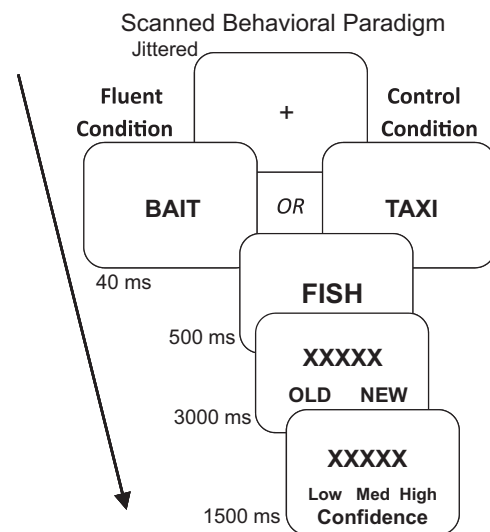 Scanned Behavioral Paradigm
Jittered
+
Fluent
Condition
Control
Condition
BAIT
OR
TAXI
40 ms
FISH
500 ms
XXXXX
OLD NEW
3000 ms
XXXXX
Low Med High
Confidence
1500 ms